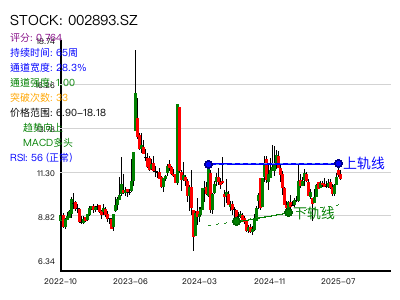 STOCK: 002893.SZ
评分: 0.784
持续时间: 65周
通道宽度: 28.3%
通道强度: 1.00
突破次数: 33
价格范围: 6.90-18.18
趋势向上
MACD多头
RSI: 56 (正常)
上轨线
下轨线
11.30
8.82
6.34
2022-10
2023-06
2024-03
2024-11
2025-07